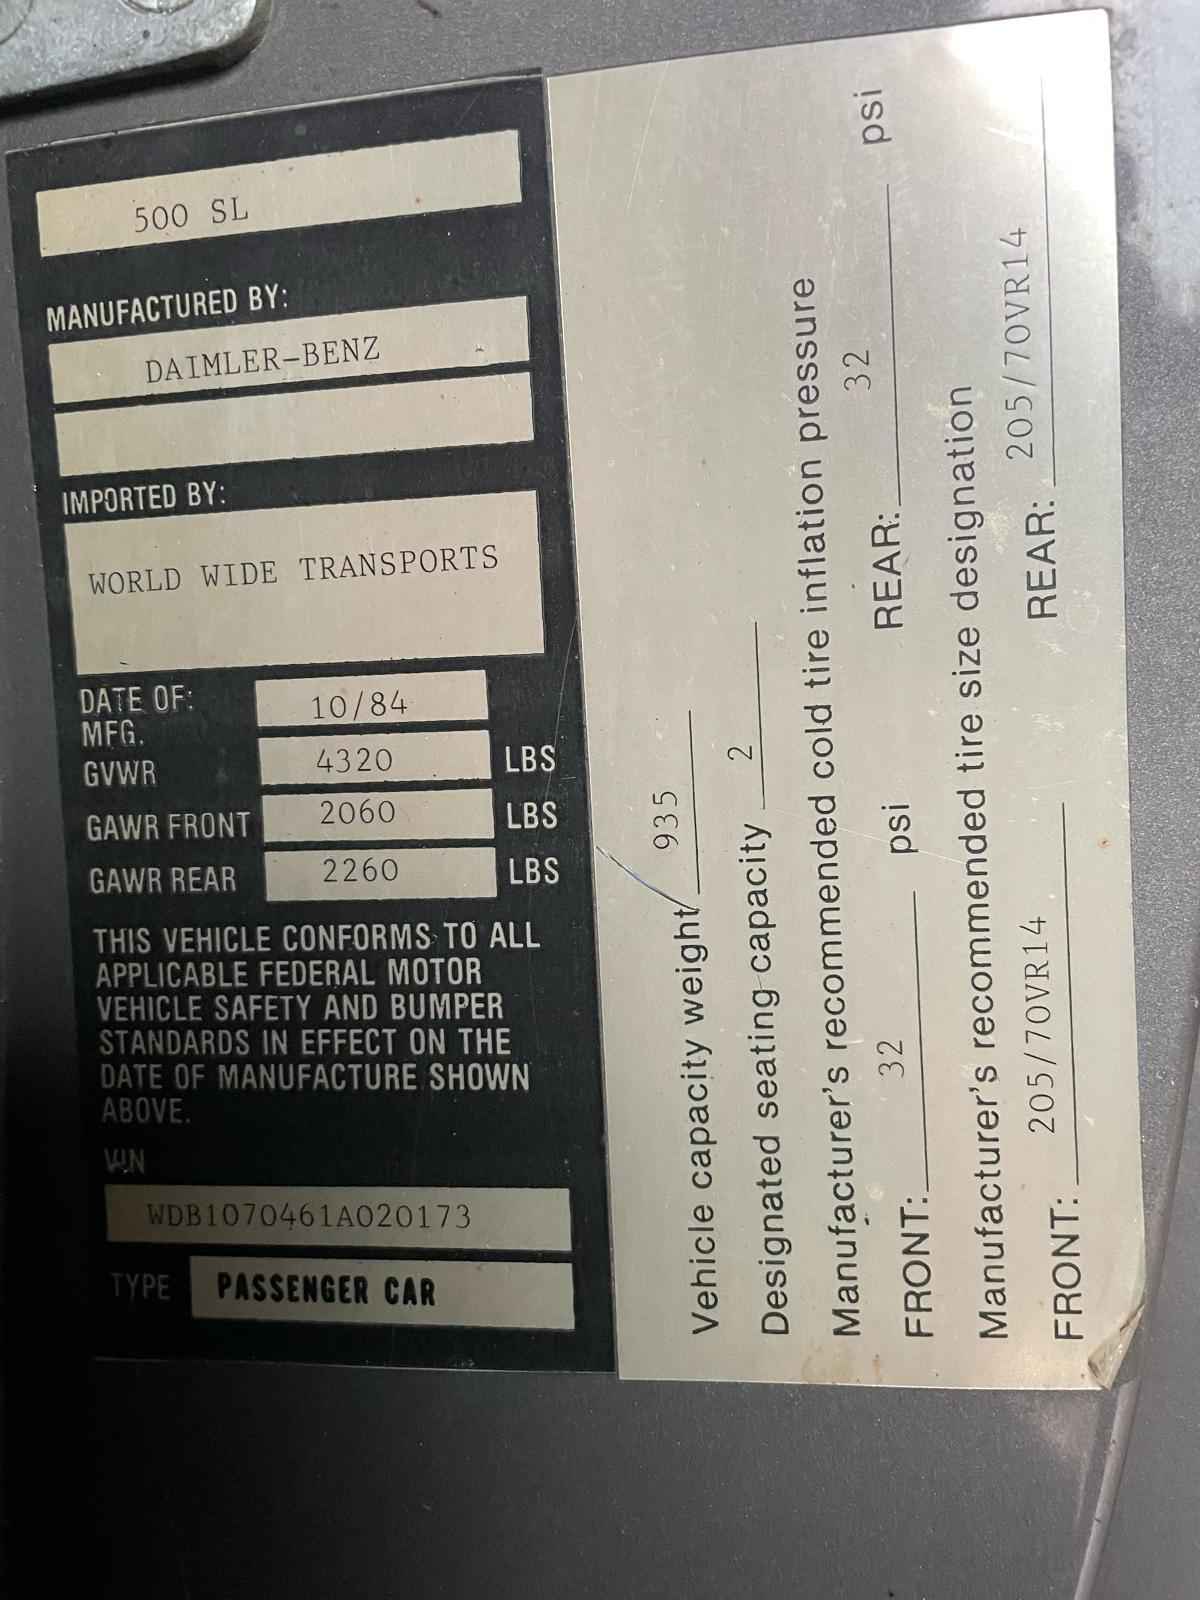 500 SL
MANUFACTURED BY:
DAIMLER-BENZ
IMPORTED BY:
WORLD WIDE TRANSPORTS
DATE OF: 10/84
MFG.
GVWR 4320 LBS
GAWR FRONT 2060 LBS
GAWR REAR 2260 LBS
THIS VEHICLE CONFORMS TO ALL
APPLICABLE FEDERAL MOTOR
VEHICLE SAFETY AND BUMPER
STANDARDS IN EFFECT ON THE
DATE OF MANUFACTURE SHOWN
ABOVE.
VIN
WDB1070461A020173
TYPE PASSENGER CAR
Vehicle capacity weight 935
Designated seating capacity 2
Manufacturer's recommended cold tire inflation pressure
FRONT: 32 psi REAR: 32 psi
Manufacturer's recommended tire size designation
FRONT: 205/70VR14 REAR: 205/70VR14